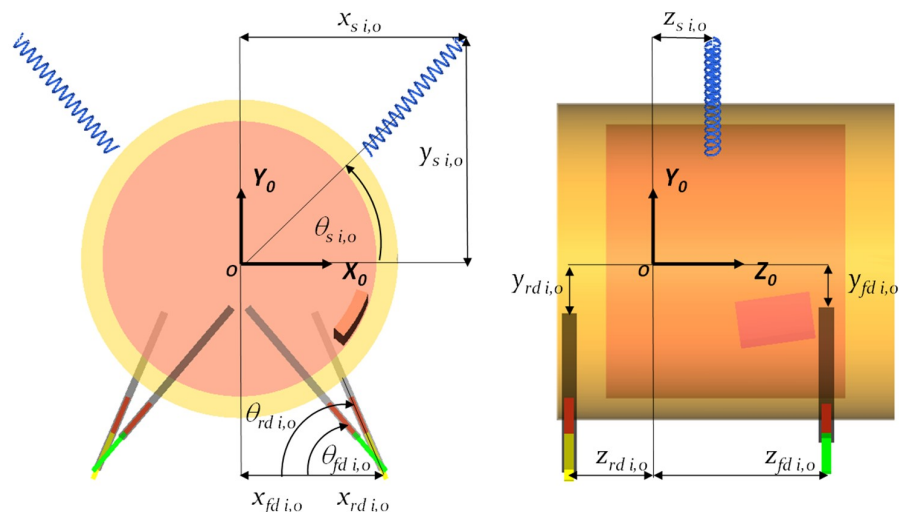 x s i,o
z s i,o
y s i,o
Y0
Y0
θ s i,o
o
X0
o
Z0
y rd i,o
y fd i,o
θ rd i,o
θ fd i,o
z rd i,o
z fd i,o
x fd i,o
x rd i,o